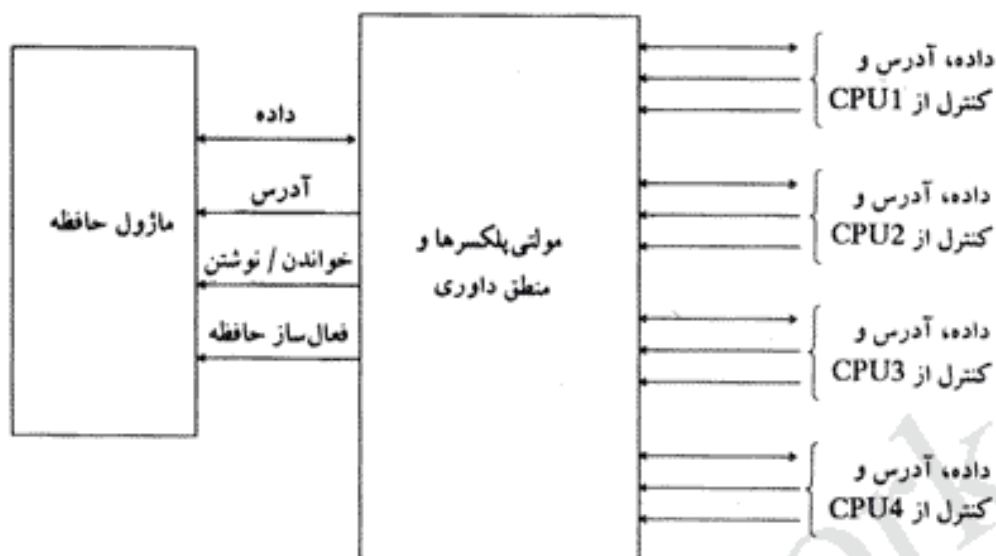 داده، آدرس و
کنترل از CPU1
داده
آدرس
ماژول حافظه
خواندن / نوشتن
فعال‌ساز حافظه
مولتی‌پلکسرها و
منطق داوری
داده، آدرس و
کنترل از CPU2
داده، آدرس و
کنترل از CPU3
داده، آدرس و
کنترل از CPU4